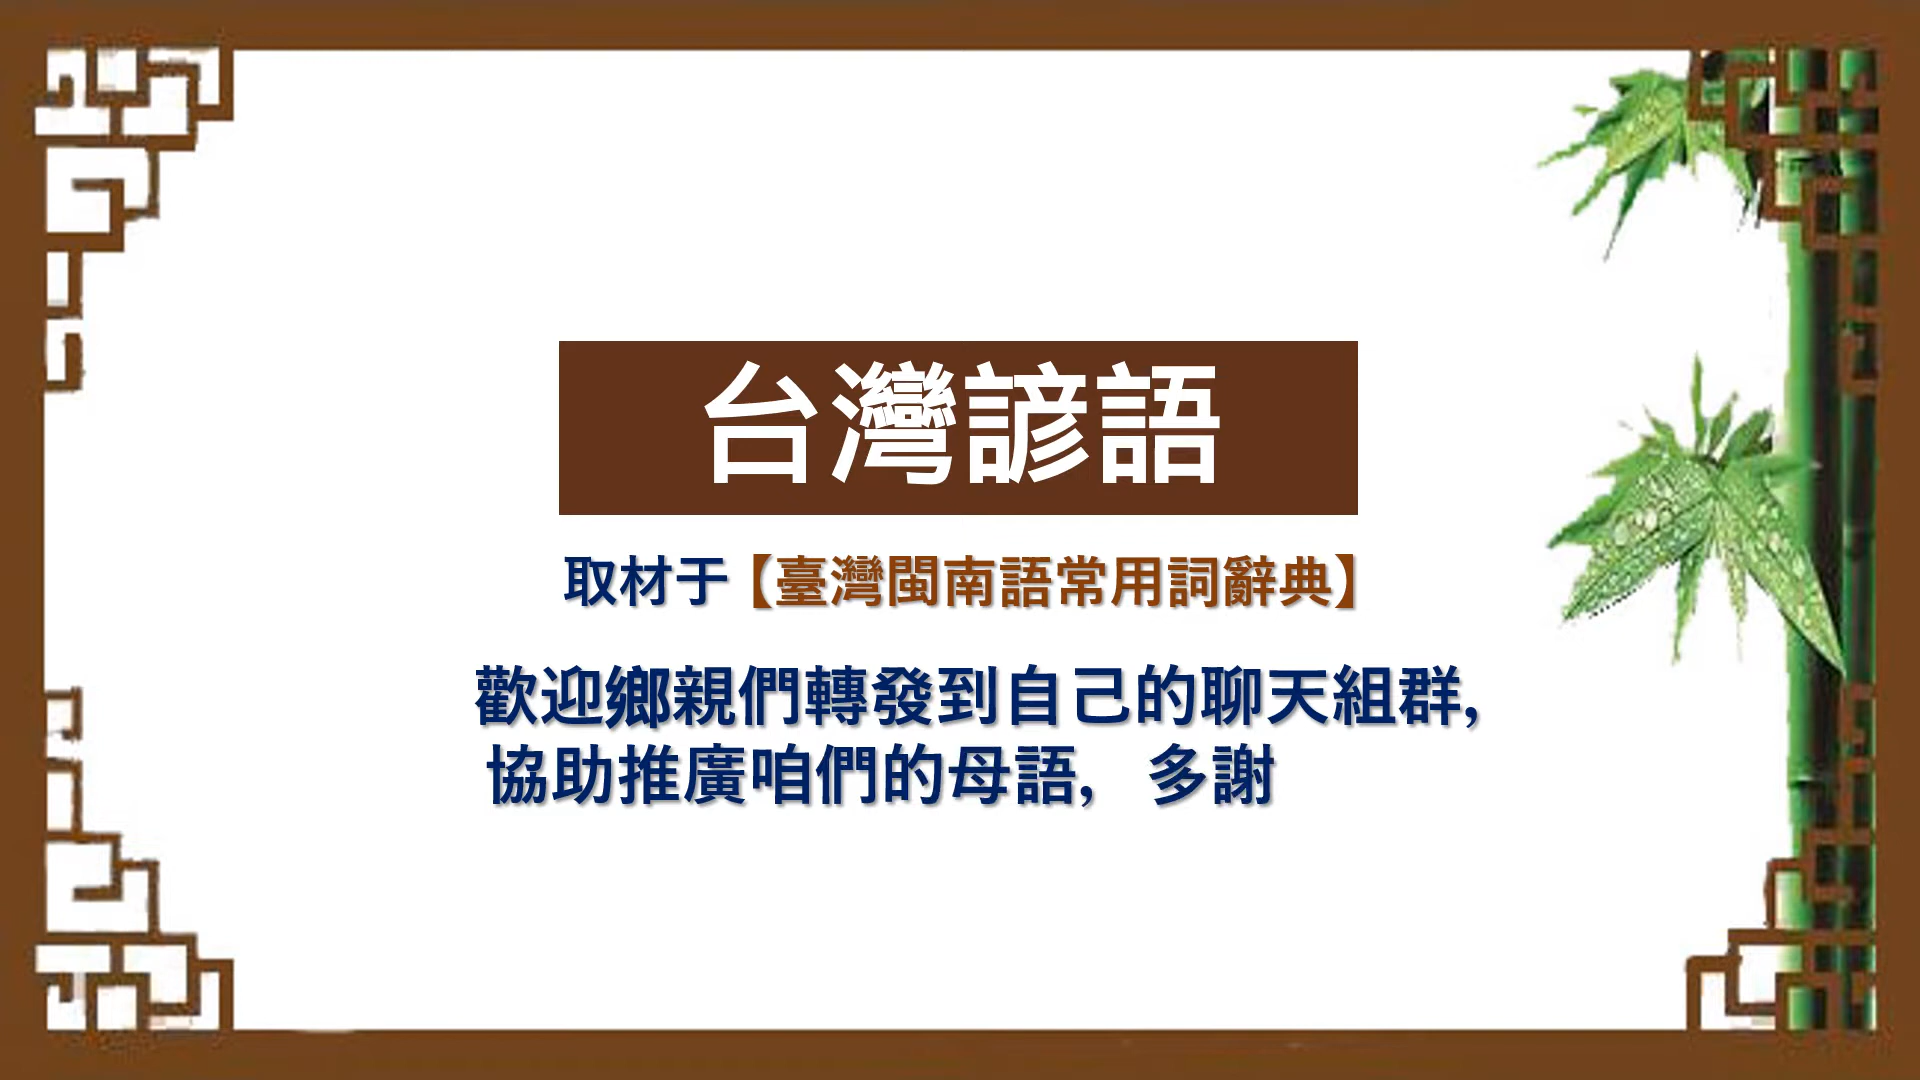 台灣諺語
取材于【臺灣閩南語常用詞辭典】
歡迎鄉親們轉發到自己的聊天組群,
協助推廣咱們的母語, 多謝